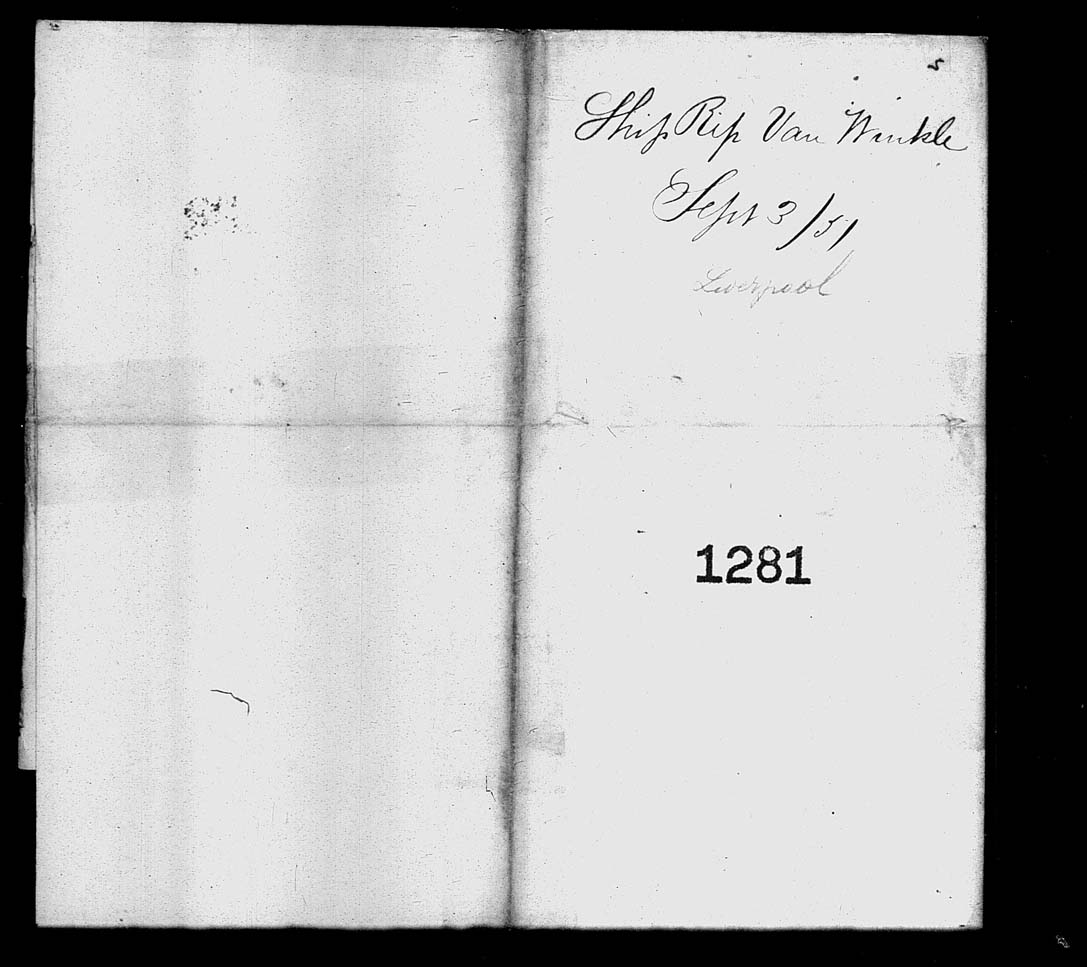 Ship Rip Van Winkle
Sept 3/51
Liverpool
1281